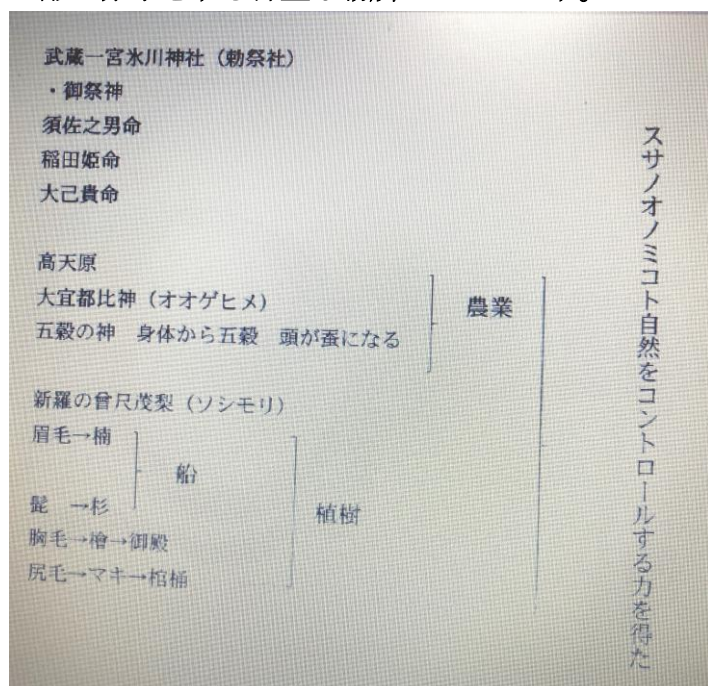 武蔵一宮氷川神社（勅祭社）
・御祭神
須佐之男命
稲田姫命
大己貴命
高天原
大宜都比神（オオゲヒメ）
五穀の神　身体から五穀　頭が蚕になる
農業
新羅の曾尺茂梨（ソシモリ）
眉毛→楠
船
髭　→杉
植樹
胸毛→檜→御殿
尻毛→マキ→棺桶
スサノオノミコト自然をコントロールする力を得た